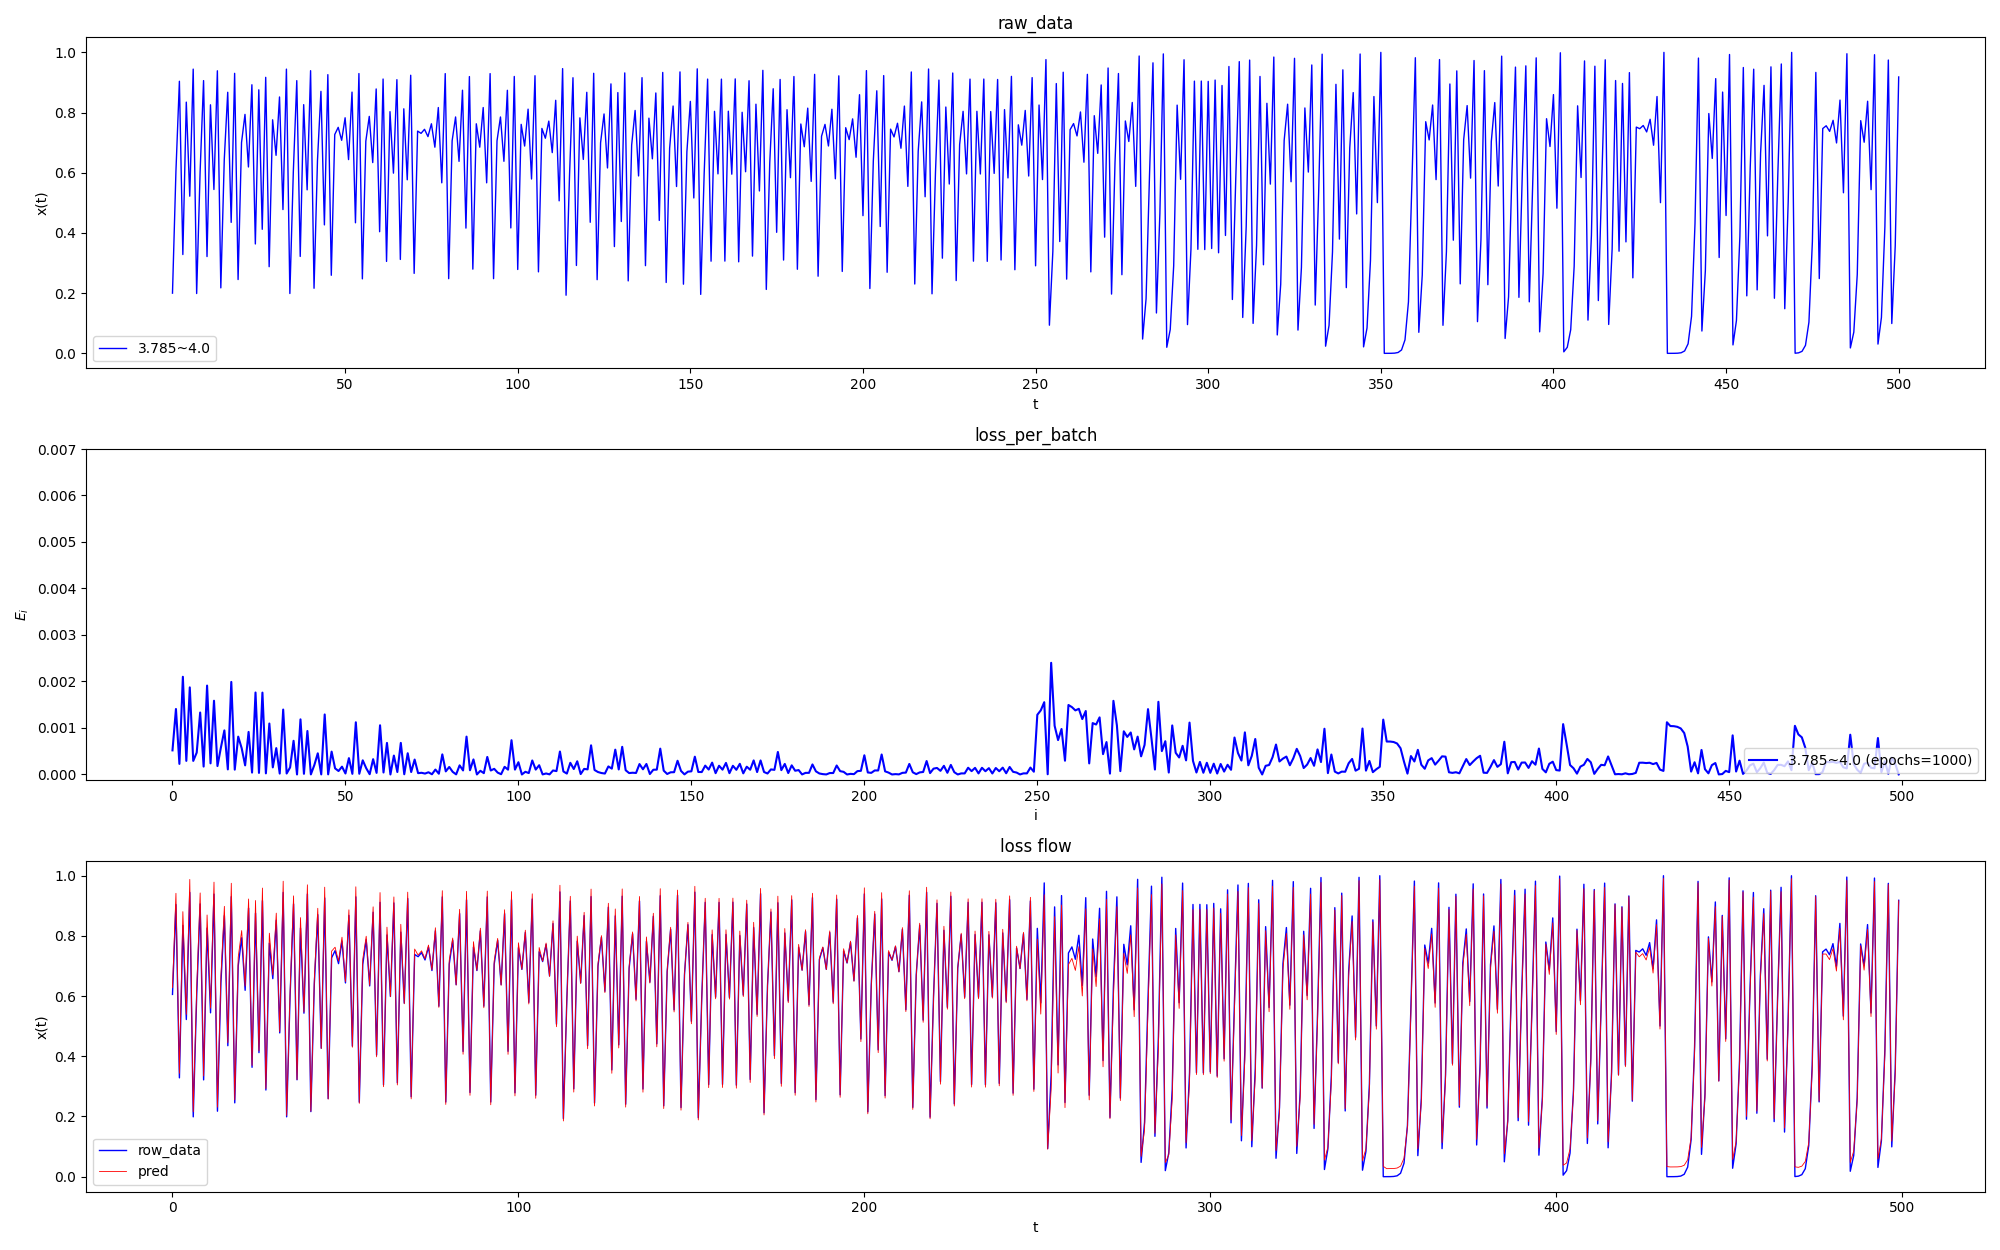 raw_data
x(t)
1.0
0.8
0.6
0.4
0.2
0.0
3.785~4.0
50 100 150 200 250 300 350 400 450 500
t
loss_per_batch
E_i
0.007
0.006
0.005
0.004
0.003
0.002
0.001
0.000
3.785~4.0 (epochs=1000)
0 50 100 150 200 250 300 350 400 450 500
i
loss flow
x(t)
1.0
0.8
0.6
0.4
0.2
0.0
row_data
pred
0 100 200 300 400 500
t